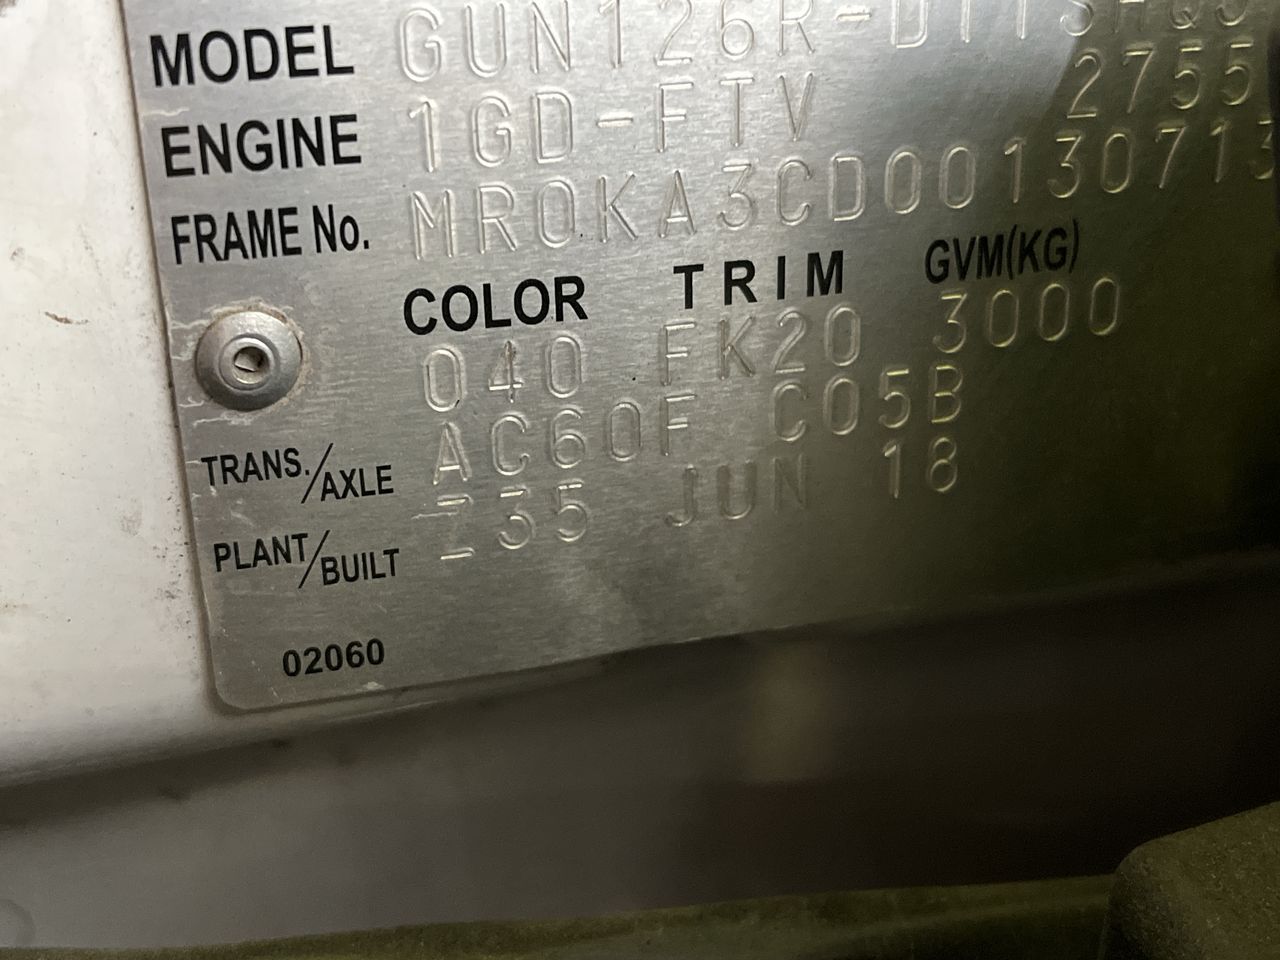 MODEL GUN126R-DTTSHQ3
ENGINE 1GD-FTV 2755
FRAME No. MR0KA3CD00130713
COLOR TRIM GVM(KG)
040 FK20 3000
TRANS./AXLE AC60F C05B
PLANT/BUILT Z35 JUN 18
02060